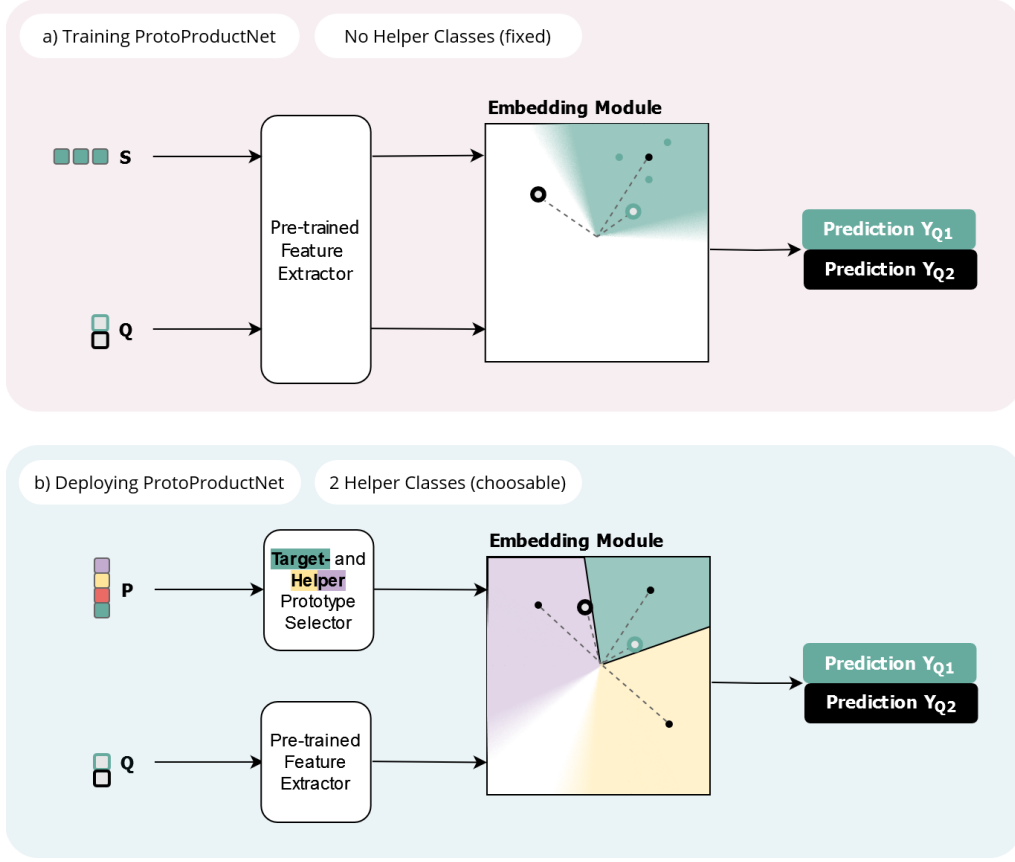 a) Training ProtoProductNet
No Helper Classes (fixed)
Embedding Module
S
Pre-trained
Feature
Extractor
Q
Prediction YQ1
Prediction YQ2
b) Deploying ProtoProductNet
2 Helper Classes (choosable)
Embedding Module
P
Target- and
Helper
Prototype
Selector
Q
Pre-trained
Feature
Extractor
Prediction YQ1
Prediction YQ2